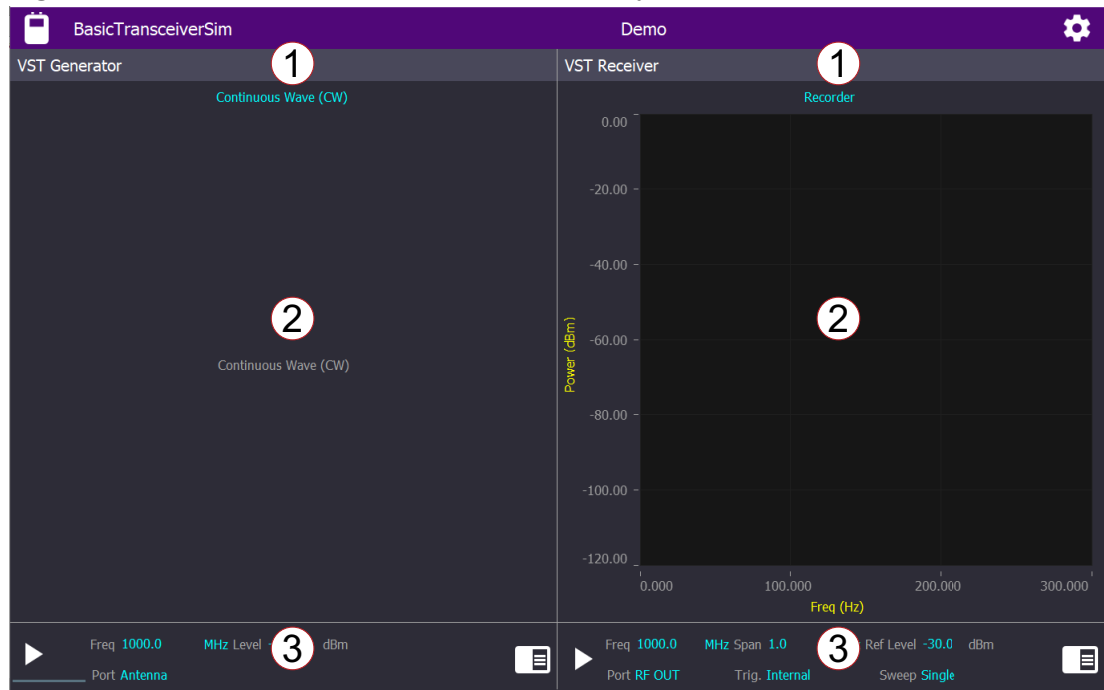 BasicTransceiverSim Demo
VST Generator 1
Continuous Wave (CW)
2
Continuous Wave (CW)
Freq 1000.0 MHz Level - 3 dBm
Port Antenna
VST Receiver 1
Recorder
0.00
-20.00
-40.00
2
-60.00
-80.00
-100.00
-120.00
Power (dBm)
0.000 100.000 200.000 300.000
Freq (Hz)
Freq 1000.0 MHz Span 1.0 3 Ref Level -30.0 dBm
Port RF OUT Trig. Internal Sweep Single